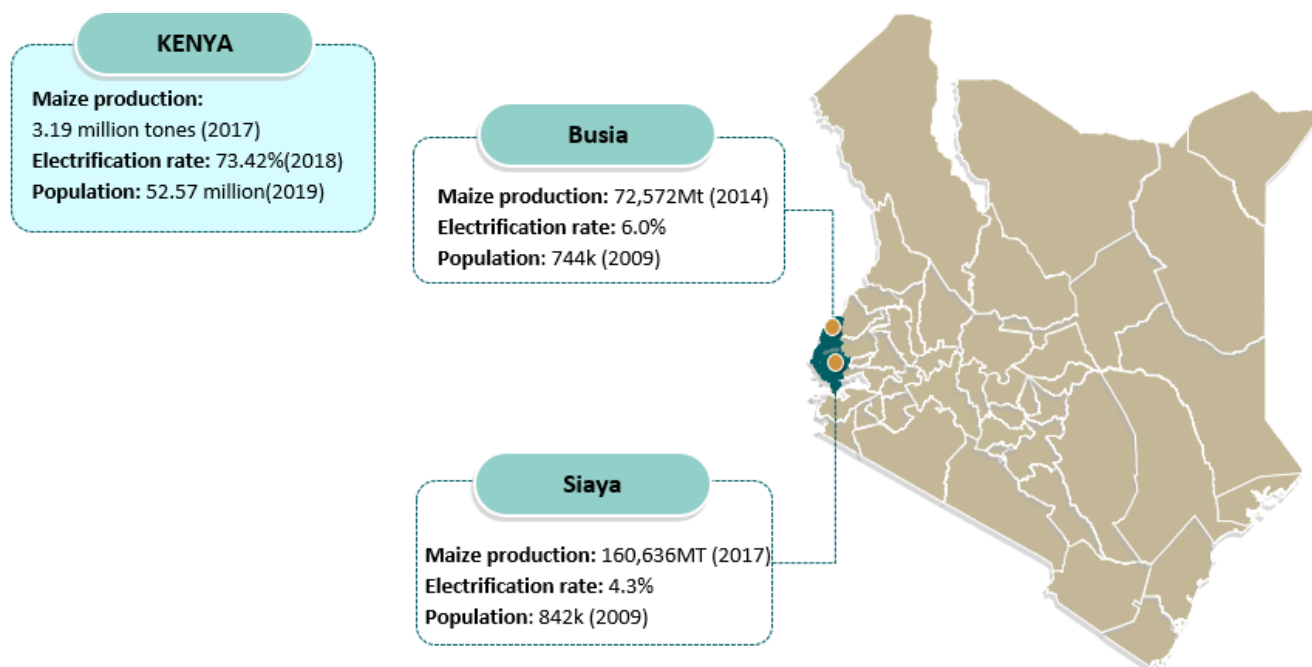 KENYA
Maize production:
3.19 million tones (2017)
Electrification rate: 73.42%(2018)
Population: 52.57 million(2019)
Busia
Maize production: 72,572Mt (2014)
Electrification rate: 6.0%
Population: 744k (2009)
Siaya
Maize production: 160,636MT (2017)
Electrification rate: 4.3%
Population: 842k (2009)